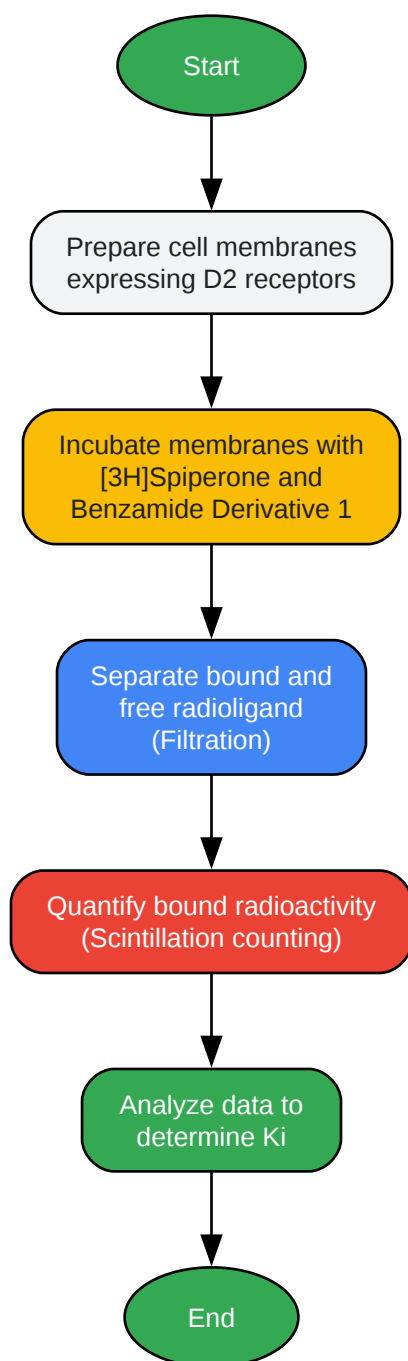 Start
Prepare cell membranes
expressing D2 receptors
Incubate membranes with
[3H]Spiperone and
Benzamide Derivative 1
Separate bound and
free radioligand
(Filtration)
Quantify bound radioactivity
(Scintillation counting)
Analyze data to
determine Ki
End